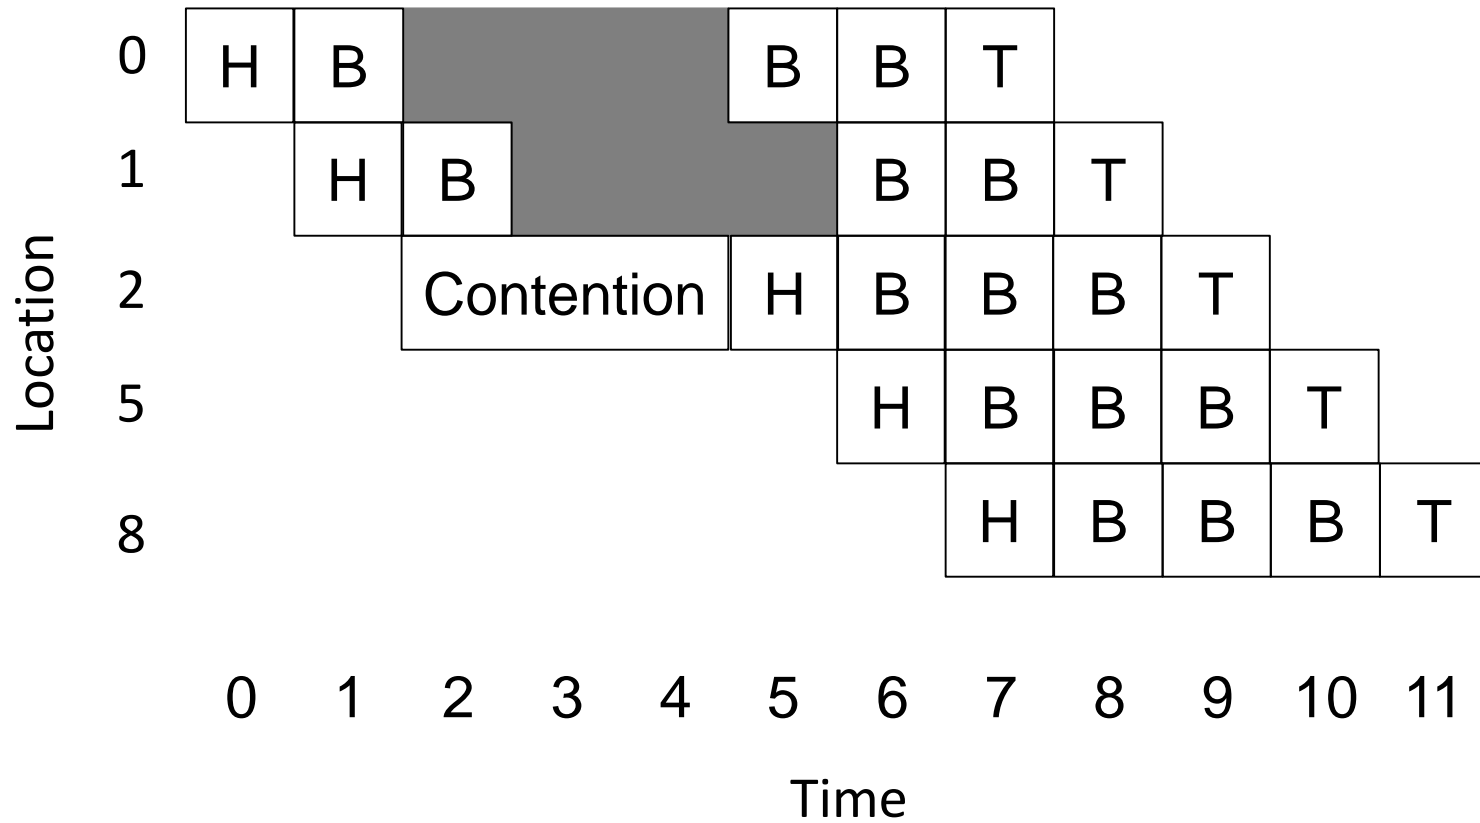 0 H B B B T
1 H B B B T
2 Contention H B B B T
5 H B B B T
8 H B B B T
Location
0 1 2 3 4 5 6 7 8 9 10 11
Time